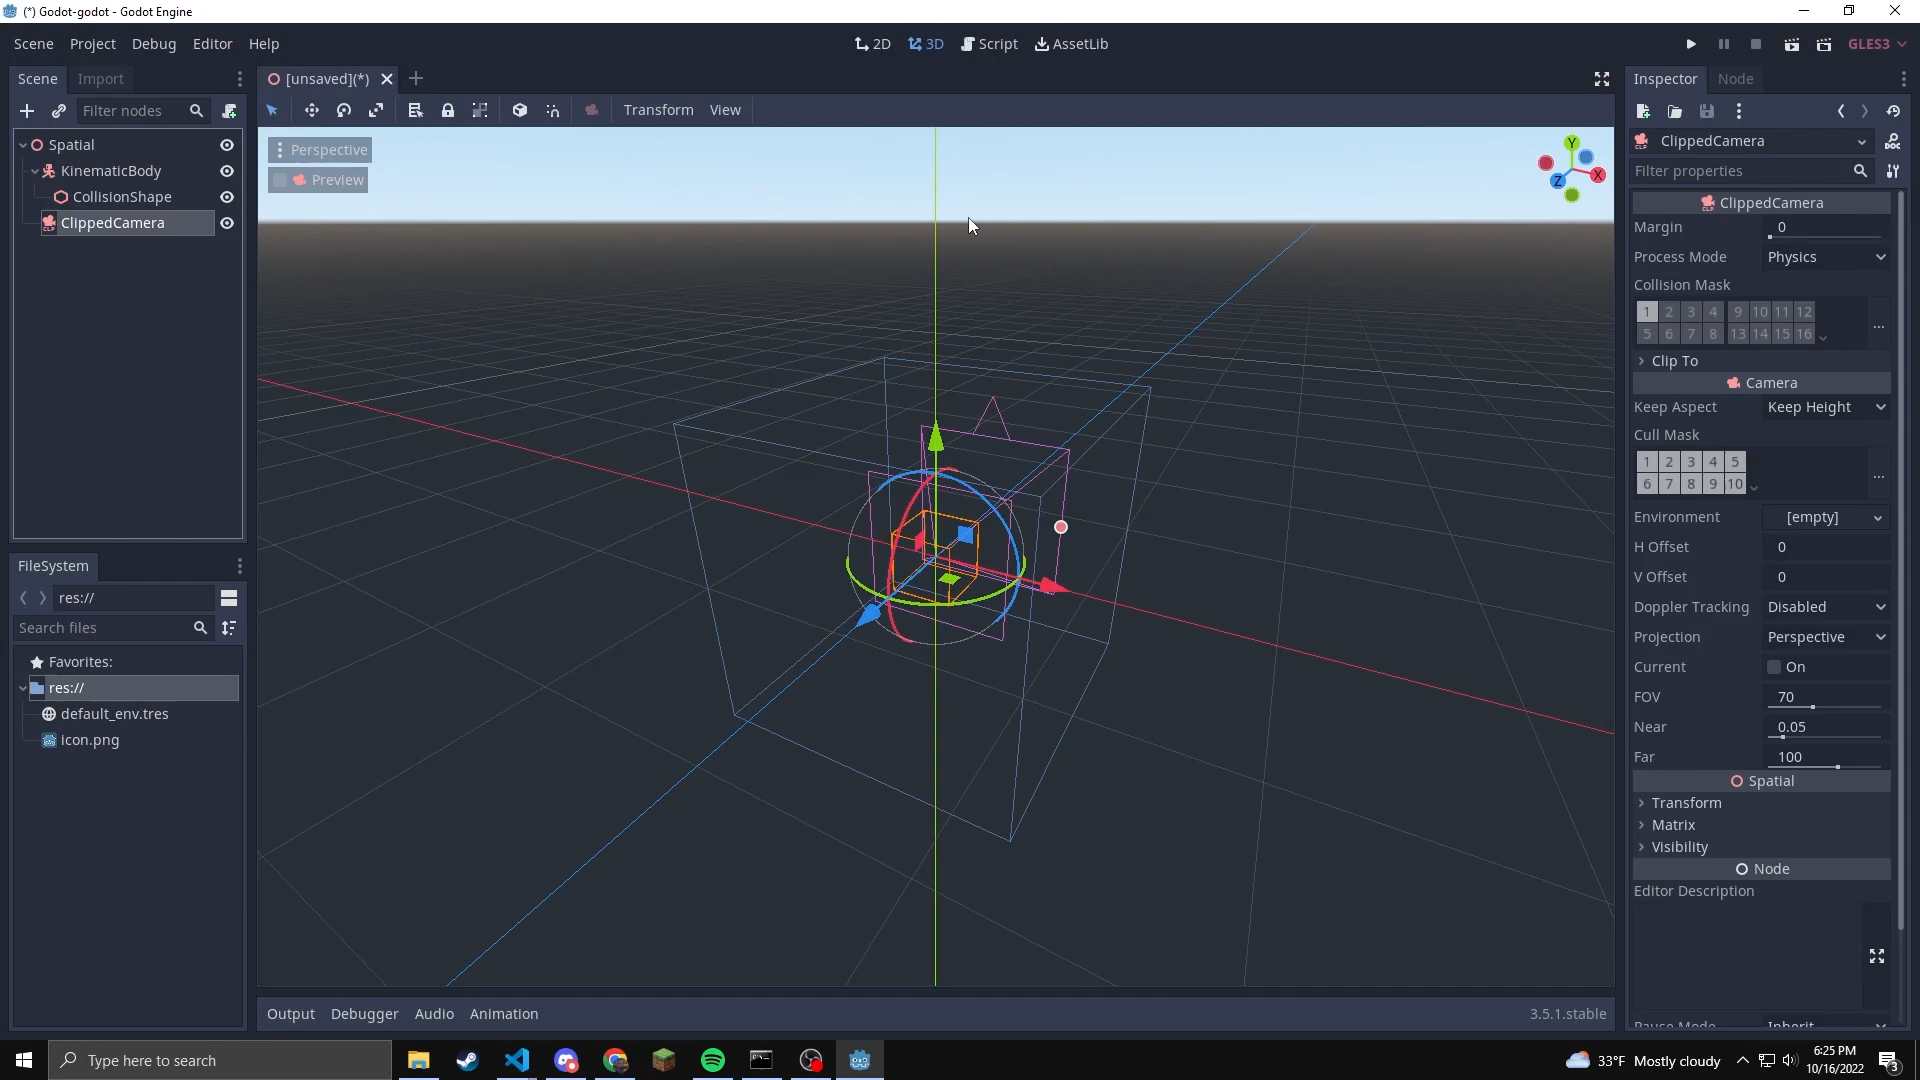 (*) Godot-godot - Godot Engine
Scene Project Debug Editor Help
2D 3D Script AssetLib
GLES3
Scene Import
Filter nodes
Spatial
KinematicBody
CollisionShape
ClippedCamera
FileSystem
res://
Search files
Favorites:
res://
default_env.tres
icon.png
[unsaved](*)
Transform View
Perspective
Preview
Y
X
Z
Output Debugger Audio Animation
3.5.1.stable
Inspector Node
ClippedCamera
Filter properties
ClippedCamera
Margin 0
Process Mode Physics
Collision Mask
1 2 3 4 9 10 11 12
5 6 7 8 13 14 15 16
...
Clip To
Camera
Keep Aspect Keep Height
Cull Mask
1 2 3 4 5
6 7 8 9 10
...
Environment [empty]
H Offset 0
V Offset 0
Doppler Tracking Disabled
Projection Perspective
Current On
FOV 70
Near 0.05
Far 100
Spatial
Transform
Matrix
Visibility
Node
Editor Description
Pause Mode Inherit
Type here to search
33°F Mostly cloudy
6:25 PM
10/16/2022
3